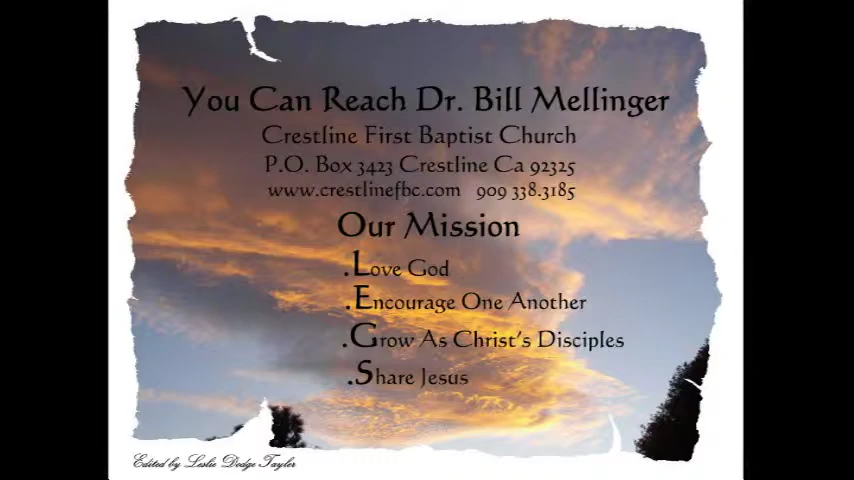 You Can Reach Dr. Bill Mellinger
Crestline First Baptist Church
P.O. Box 3423 Crestline Ca 92325
www.crestlinefbc.com 909 338.3185
Our Mission
.Love God
.Encourage One Another
.Grow As Christ's Disciples
.Share Jesus
Edited by Leslie Dodge Taylor